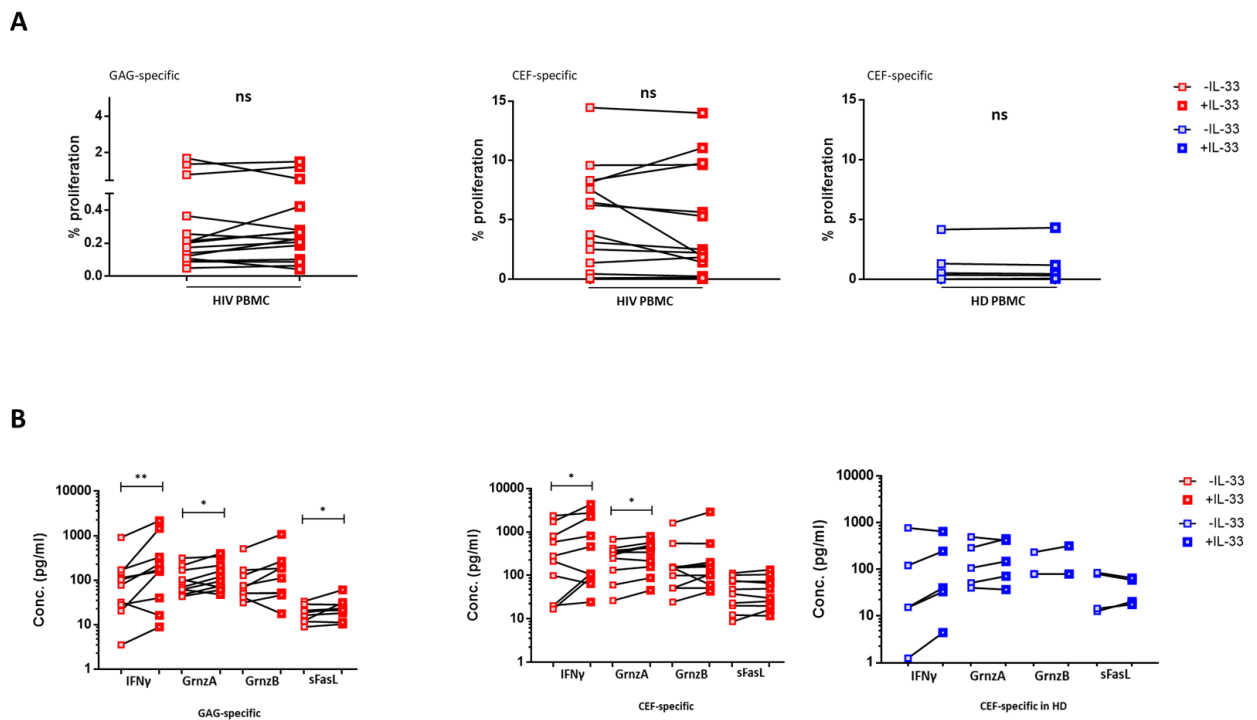 A
GAG-specific
ns
4
2
0.4
0.2
0.0
% proliferation
HIV PBMC
CEF-specific
ns
15
10
5
0
% proliferation
HIV PBMC
CEF-specific
ns
15
10
5
0
% proliferation
HD PBMC
-IL-33
+IL-33
-IL-33
+IL-33
B
**
*
*
10000
1000
100
10
1
Conc. (pg/ml)
IFNγ GrnzA GrnzB sFasL
GAG-specific
*
*
10000
1000
100
10
1
Conc. (pg/ml)
IFNγ GrnzA GrnzB sFasL
CEF-specific
10000
1000
100
10
1
Conc. (pg/ml)
IFNγ GrnzA GrnzB sFasL
CEF-specific in HD
-IL-33
+IL-33
-IL-33
+IL-33